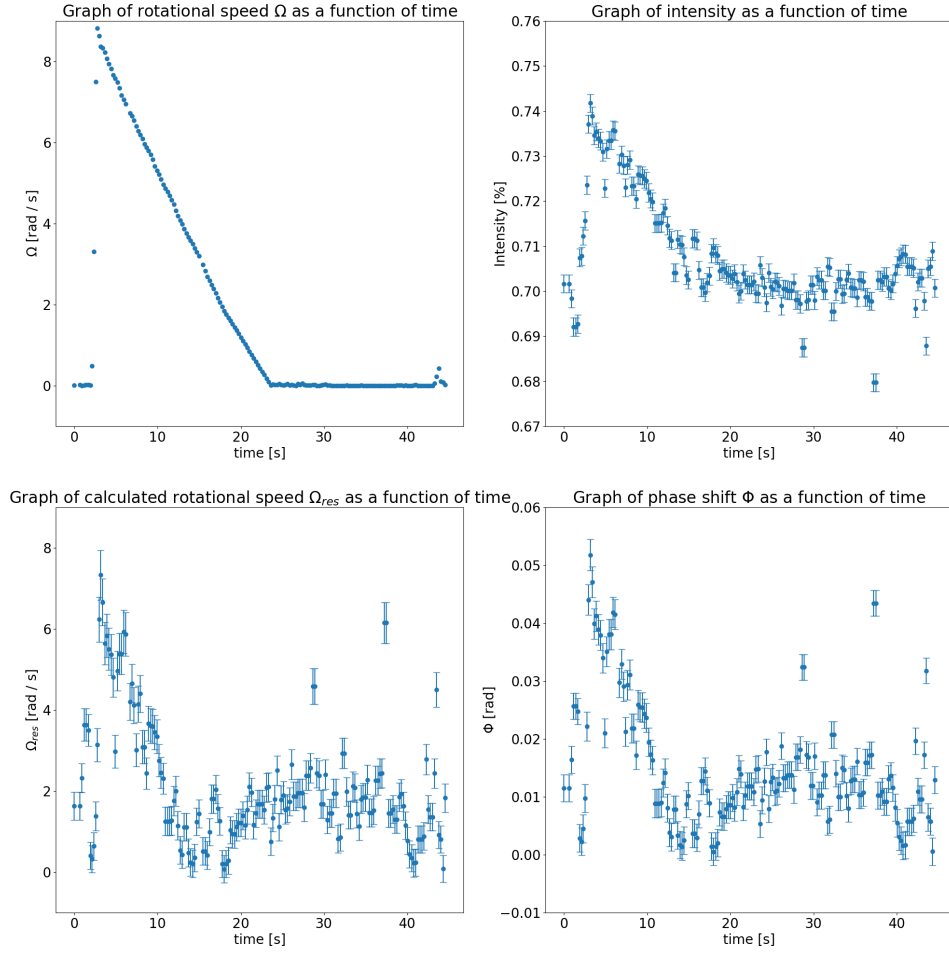 Graph of rotational speed Ω as a function of time
Ω [rad / s]
8
6
4
2
0
0 10 20 30 40
time [s]
Graph of intensity as a function of time
Intensity [%]
0.76
0.75
0.74
0.73
0.72
0.71
0.70
0.69
0.68
0.67
0 10 20 30 40
time [s]
Graph of calculated rotational speed Ωres as a function of time
Ωres [rad / s]
8
6
4
2
0
0 10 20 30 40
time [s]
Graph of phase shift Φ as a function of time
Φ [rad]
0.06
0.05
0.04
0.03
0.02
0.01
0.00
−0.01
0 10 20 30 40
time [s]